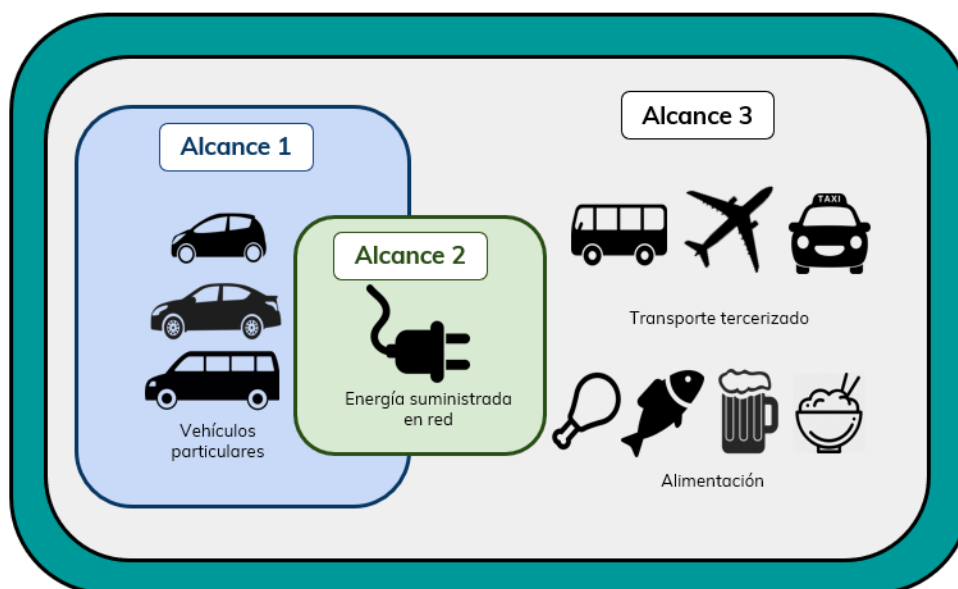 Alcance 1
Vehículos
particulares
Alcance 2
Energía suministrada
en red
Alcance 3
TAXI
Transporte tercerizado
Alimentación